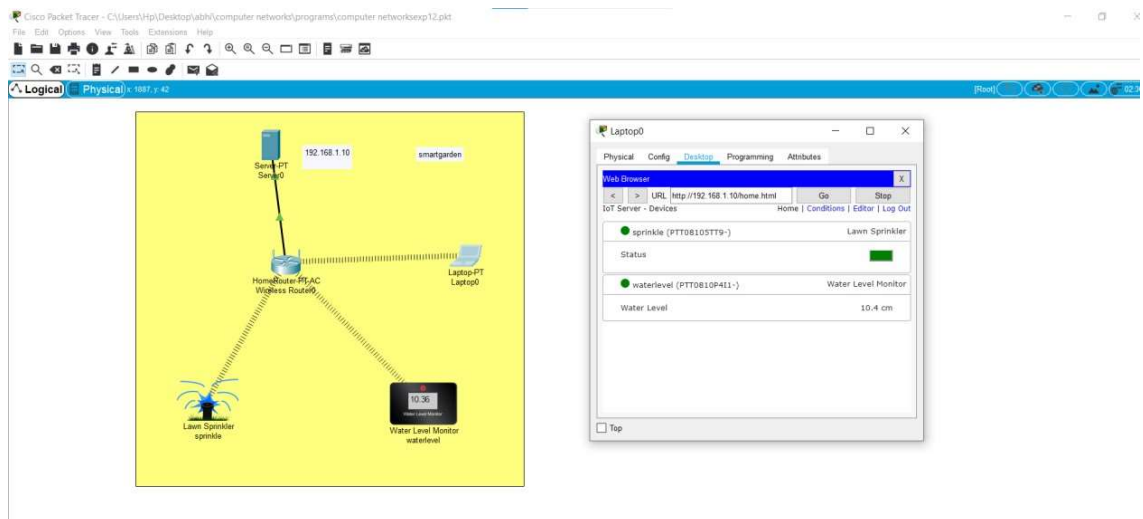 Cisco Packet Tracer - C:\Users\Hp\Desktop\abhi\computer networks\programs\computer networksexp12.pkt
File Edit Options View Tools Extensions Help
Logical Physical x: 1087, y: 42
[Root]
192.168.1.10
smartgarden
Server-PT
Server0
HomeRouter-PT-AC
Wireless Router0
Laptop-PT
Laptop0
Lawn Sprinkler
sprinkle
10.36
Water Level Monitor
Water Level Monitor
waterlevel
Laptop0
Physical Config Desktop Programming Attributes
Web Browser X
< > URL http://192.168.1.10/home.html Go Stop
IoT Server - Devices Home | Conditions | Editor | Log Out
sprinkle (PTT08105TT9-) Lawn Sprinkler
Status
waterlevel (PTT0810P4I1-) Water Level Monitor
Water Level 10.4 cm
Top